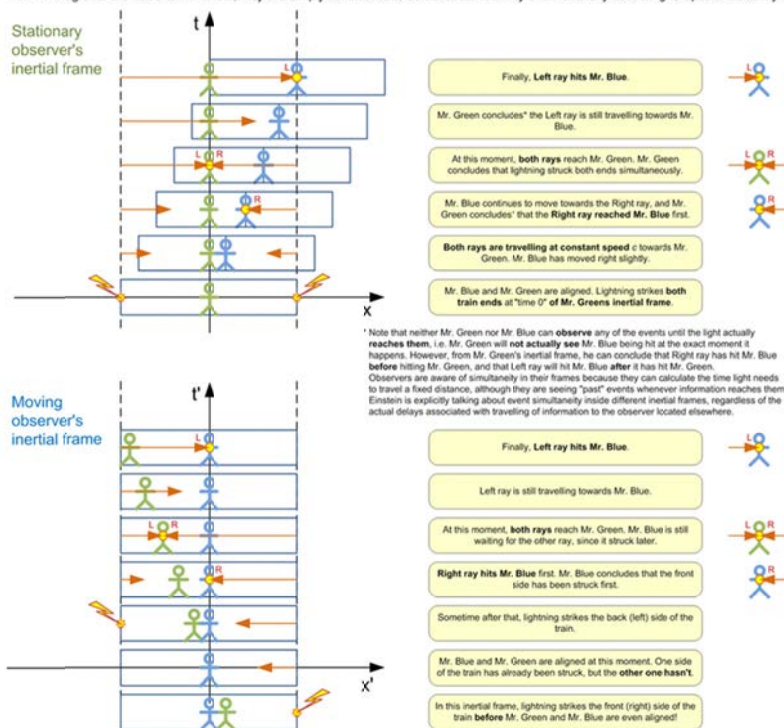 Stationary
observer's
inertial frame
t
L
Finally, Left ray hits Mr. Blue.
L
Mr. Green concludes* the Left ray is still travelling towards Mr.
Blue.
L R
At this moment, both rays reach Mr. Green. Mr. Green
concludes that lightning struck both ends simultaneously.
L R
R
Mr. Blue continues to move towards the Right ray, and Mr.
Green concludes* that the Right ray reached Mr. Blue first.
R
Both rays are travelling at constant speed c towards Mr.
Green. Mr. Blue has moved right slightly.
x
Mr. Blue and Mr. Green are aligned. Lightning strikes both
train ends at "time 0" of Mr. Greens inertial frame.
* Note that neither Mr. Green nor Mr. Blue can observe any of the events until the light actually
reaches them, i.e. Mr. Green will not actually see Mr. Blue being hit at the exact moment it
happens. However, from Mr. Green's inertial frame, he can conclude that Right ray has hit Mr. Blue
before hitting Mr. Green, and that Left ray will hit Mr. Blue after it has hit Mr. Green.
Observers are aware of simultaneity in their frames because they can calculate the time light needs
to travel a fixed distance, although they are seeing "past" events whenever information reaches them.
Einstein is explicitly talking about event simultaneity inside different inertial frames, regardless of the
actual delays associated with travelling of information to the observer located elsewhere.
Moving
observer's
inertial frame
t'
L
Finally, Left ray hits Mr. Blue.
L
Left ray is still travelling towards Mr. Blue.
L R
At this moment, both rays reach Mr. Green. Mr. Blue is still
waiting for the other ray, since it struck later.
L R
R
Right ray hits Mr. Blue first. Mr. Blue concludes that the front
side has been struck first.
R
Sometime after that, lightning strikes the back (left) side of the
train.
x'
Mr. Blue and Mr. Green are aligned at this moment. One side
of the train has already been struck, but the other one hasn't.
In this inertial frame, lightning strikes the front (right) side of the
train before Mr. Green and Mr. Blue are even aligned!